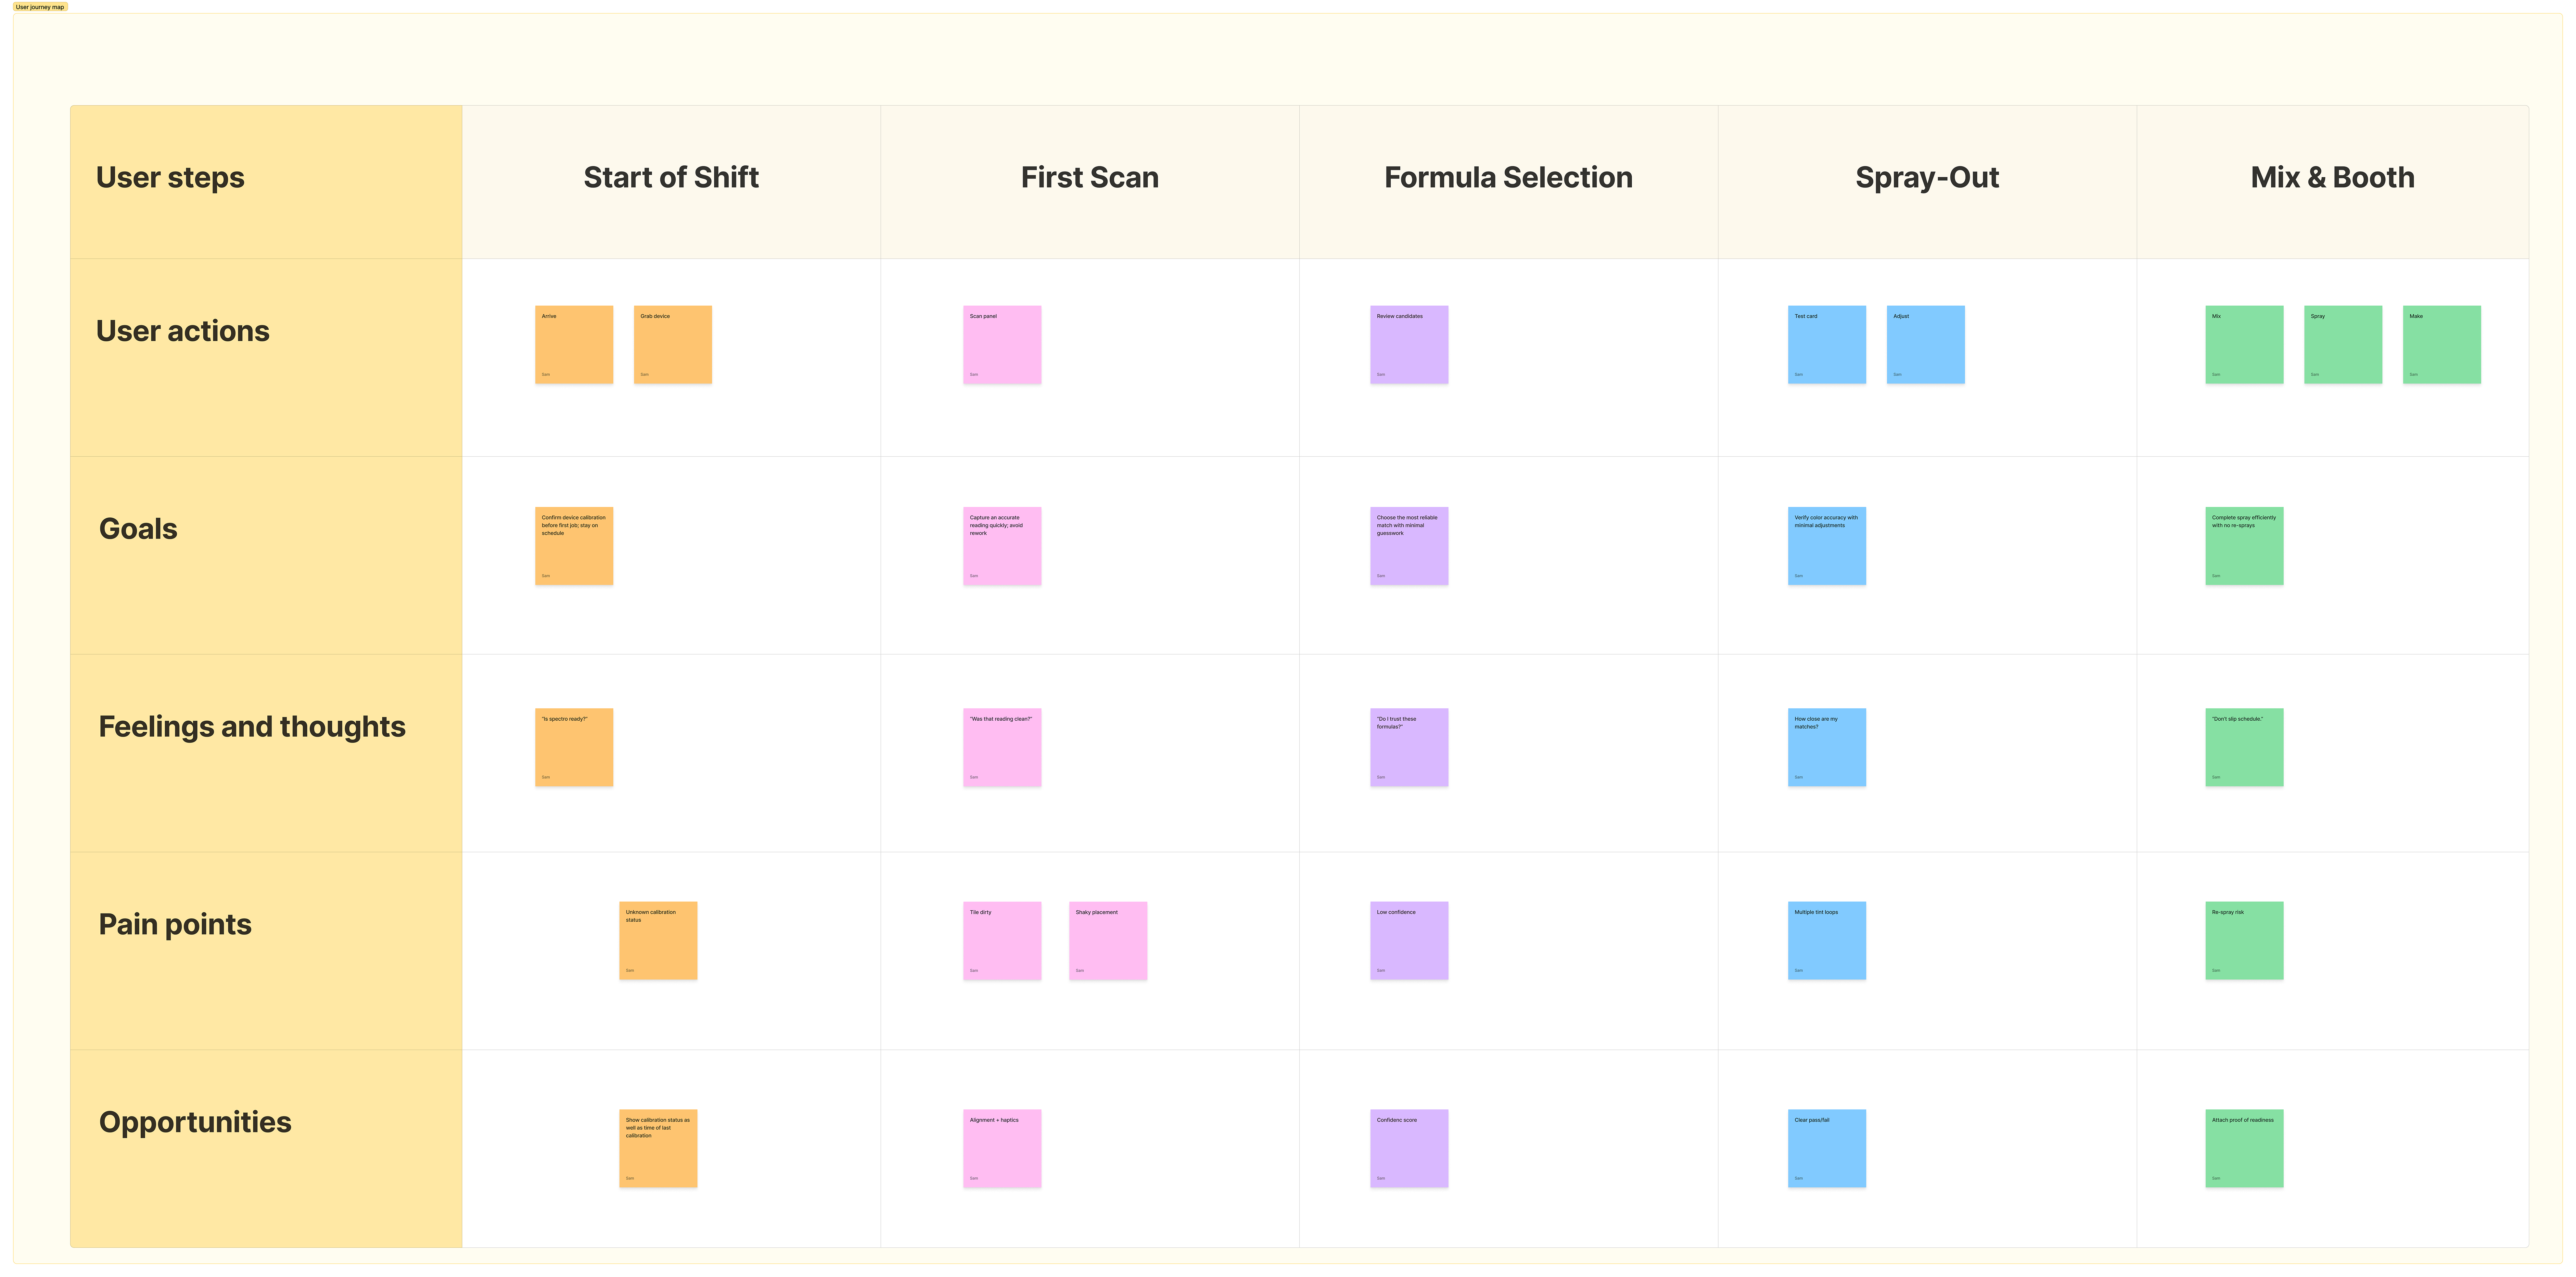 User journey map
User steps
Start of Shift
First Scan
Formula Selection
Spray-Out
Mix & Booth
User actions
Arrive
Sam
Grab device
Sam
Scan panel
Sam
Review candidates
Sam
Test card
Sam
Adjust
Sam
Mix
Sam
Spray
Sam
Make
Sam
Goals
Confirm device calibration
before first job; stay on
schedule
Sam
Capture an accurate
reading quickly; avoid
rework
Sam
Choose the most reliable
match with minimal
guesswork
Sam
Verify color accuracy with
minimal adjustments
Sam
Complete spray efficiently
with no re-sprays
Sam
Feelings and thoughts
"Is spectro ready?"
Sam
"Was that reading clean?"
Sam
"Do I trust these
formulas?"
Sam
How close are my
matches?
Sam
"Don't slip schedule."
Sam
Pain points
Unknown calibration
status
Sam
Tile dirty
Sam
Shaky placement
Sam
Low confidence
Sam
Multiple tint loops
Sam
Re-spray risk
Sam
Opportunities
Show calibration status as
well as time of last
calibration
Sam
Alignment + haptics
Sam
Confidenc score
Sam
Clear pass/fail
Sam
Attach proof of readiness
Sam